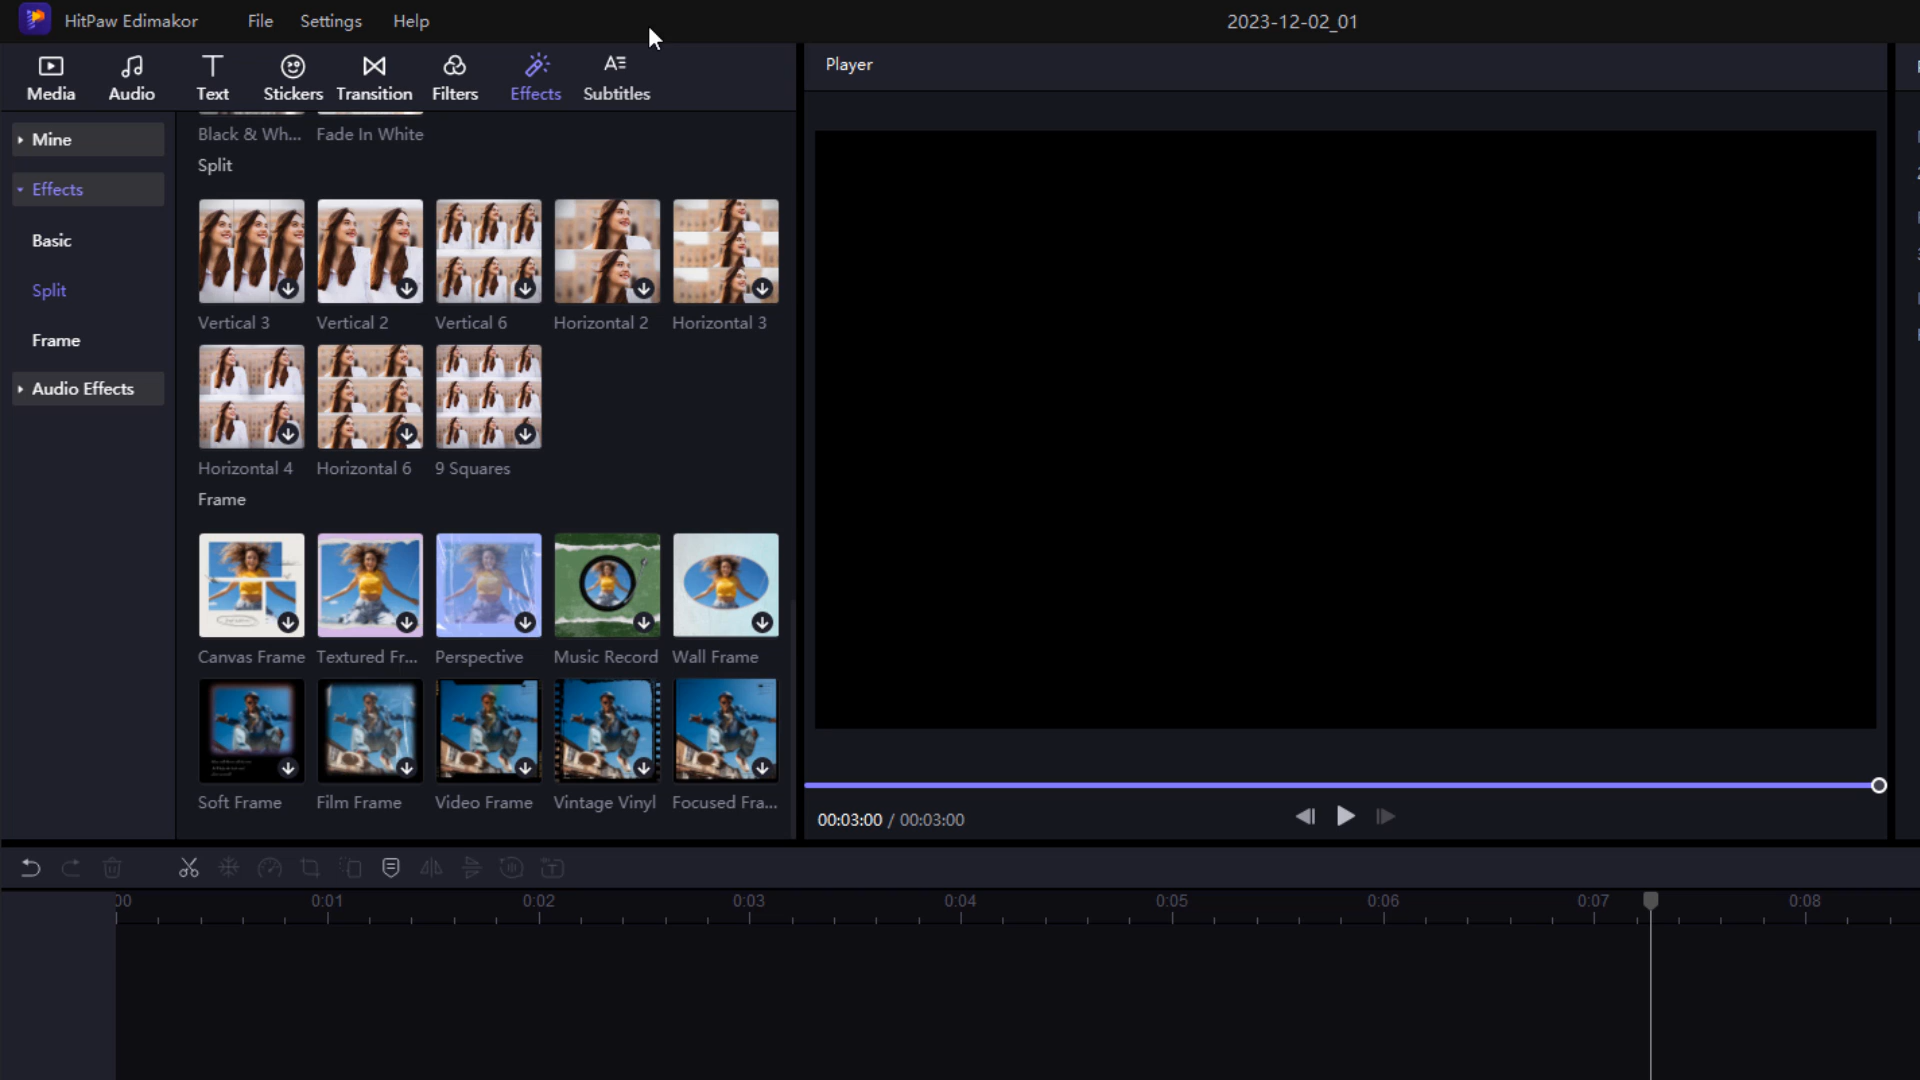 HitPaw Edimakor File Settings Help 2023-12-02_01
Media Audio Text Stickers Transition Filters Effects Subtitles
Player
Mine
Effects
Basic
Split
Frame
Audio Effects
Black & Wh... Fade In White
Split
Vertical 3 Vertical 2 Vertical 6 Horizontal 2 Horizontal 3
Horizontal 4 Horizontal 6 9 Squares
Frame
Canvas Frame Textured Fr... Perspective Music Record Wall Frame
Soft Frame Film Frame Video Frame Vintage Vinyl Focused Fra...
00:03:00 / 00:03:00
00 0:01 0:02 0:03 0:04 0:05 0:06 0:07 0:08